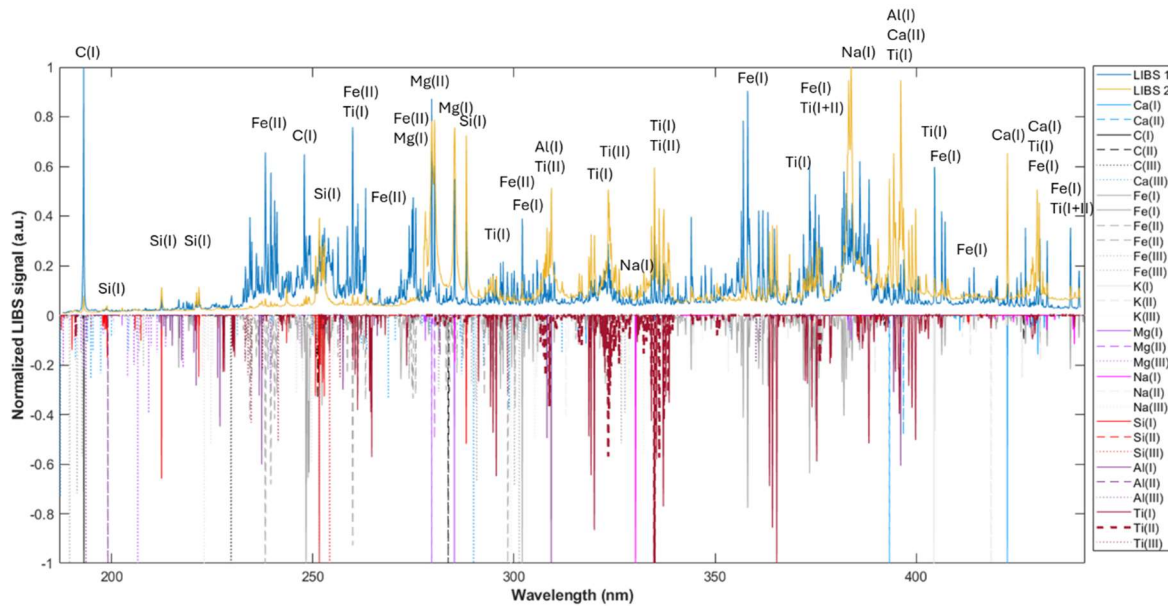 Al(I)
Ca(II)
Ti(I)
C(I)
Mg(II)
Na(I)
Fe(I)
Fe(II)
Ti(I)
Mg(I)
Fe(I)
Ti(I+II)
Fe(II)
C(I)
Fe(II)
Mg(I)
Si(I)
Ti(I)
Ti(II)
Ti(I)
Fe(I)
Ca(I)
Ca(I)
Ti(I)
Fe(I)
Al(I)
Ti(II)
Ti(II)
Ti(I)
Ti(I)
Si(I)
Fe(II)
Fe(II)
Fe(I)
Fe(I)
Ti(I+II)
Si(I)
Si(I)
Ti(I)
Na(I)
Fe(I)
Si(I)
1
0.8
0.6
0.4
0.2
0
-0.2
-0.4
-0.6
-0.8
-1
Normalized LIBS signal (a.u.)
200
250
300
350
400
Wavelength (nm)
LIBS 1
LIBS 2
Ca(I)
Ca(II)
C(I)
C(II)
C(III)
Ca(III)
Fe(I)
Fe(I)
Fe(II)
Fe(II)
Fe(III)
Fe(III)
K(I)
K(II)
K(III)
Mg(I)
Mg(II)
Mg(III)
Na(I)
Na(II)
Na(III)
Si(I)
Si(II)
Si(III)
Al(I)
Al(II)
Al(III)
Ti(I)
Ti(II)
Ti(III)